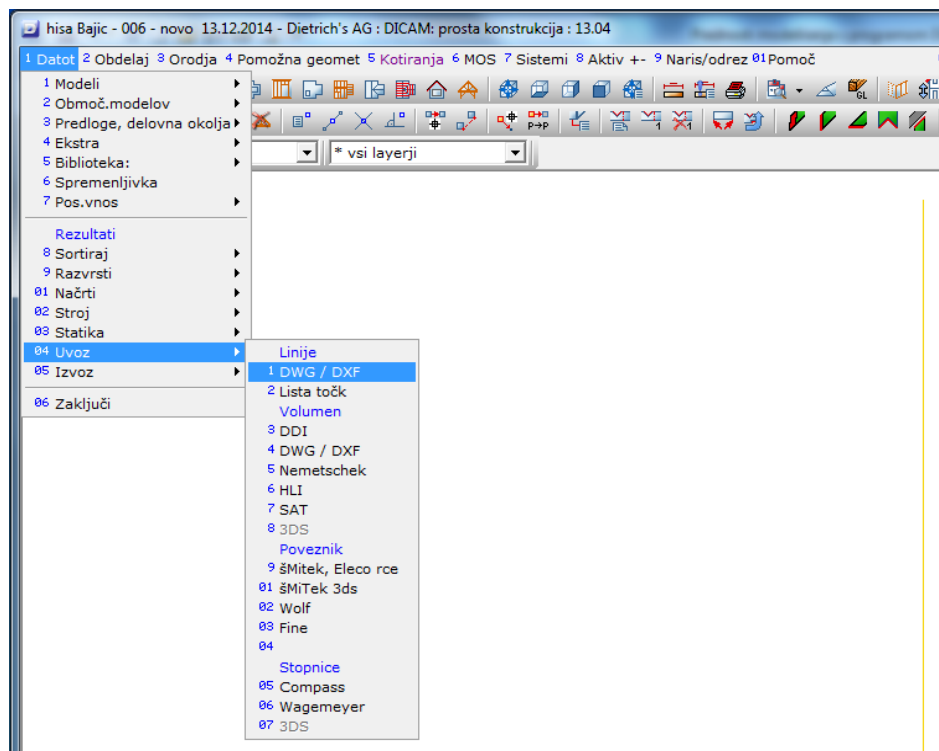 hisa Bajic - 006 - novo 13.12.2014 - Dietrich's AG : DICAM: prosta konstrukcija : 13.04
1 Datot 2 Obdelaj 3 Orodja 4 Pomožna geomet 5 Kotiranja 6 MOS 7 Sistemi 8 Aktiv +- 9 Naris/odrez 01 Pomoč
1 Modeli
2 Območ.modelov
3 Predloge, delovna okolja
4 Ekstra
5 Biblioteka:
* vsi layerji
6 Spremenljivka
7 Pos.vnos
Rezultati
8 Sortiraj
9 Razvrsti
01 Načrti
02 Stroj
03 Statika
04 Uvoz
05 Izvoz
06 Zaključi
Linije
1 DWG / DXF
2 Lista točk
Volumen
3 DDI
4 DWG / DXF
5 Nemetschek
6 HLI
7 SAT
8 3DS
Poveznik
9 šMitek, Eleco rce
01 šMiTek 3ds
02 Wolf
03 Fine
04
Stopnice
05 Compass
06 Wagemeyer
07 3DS